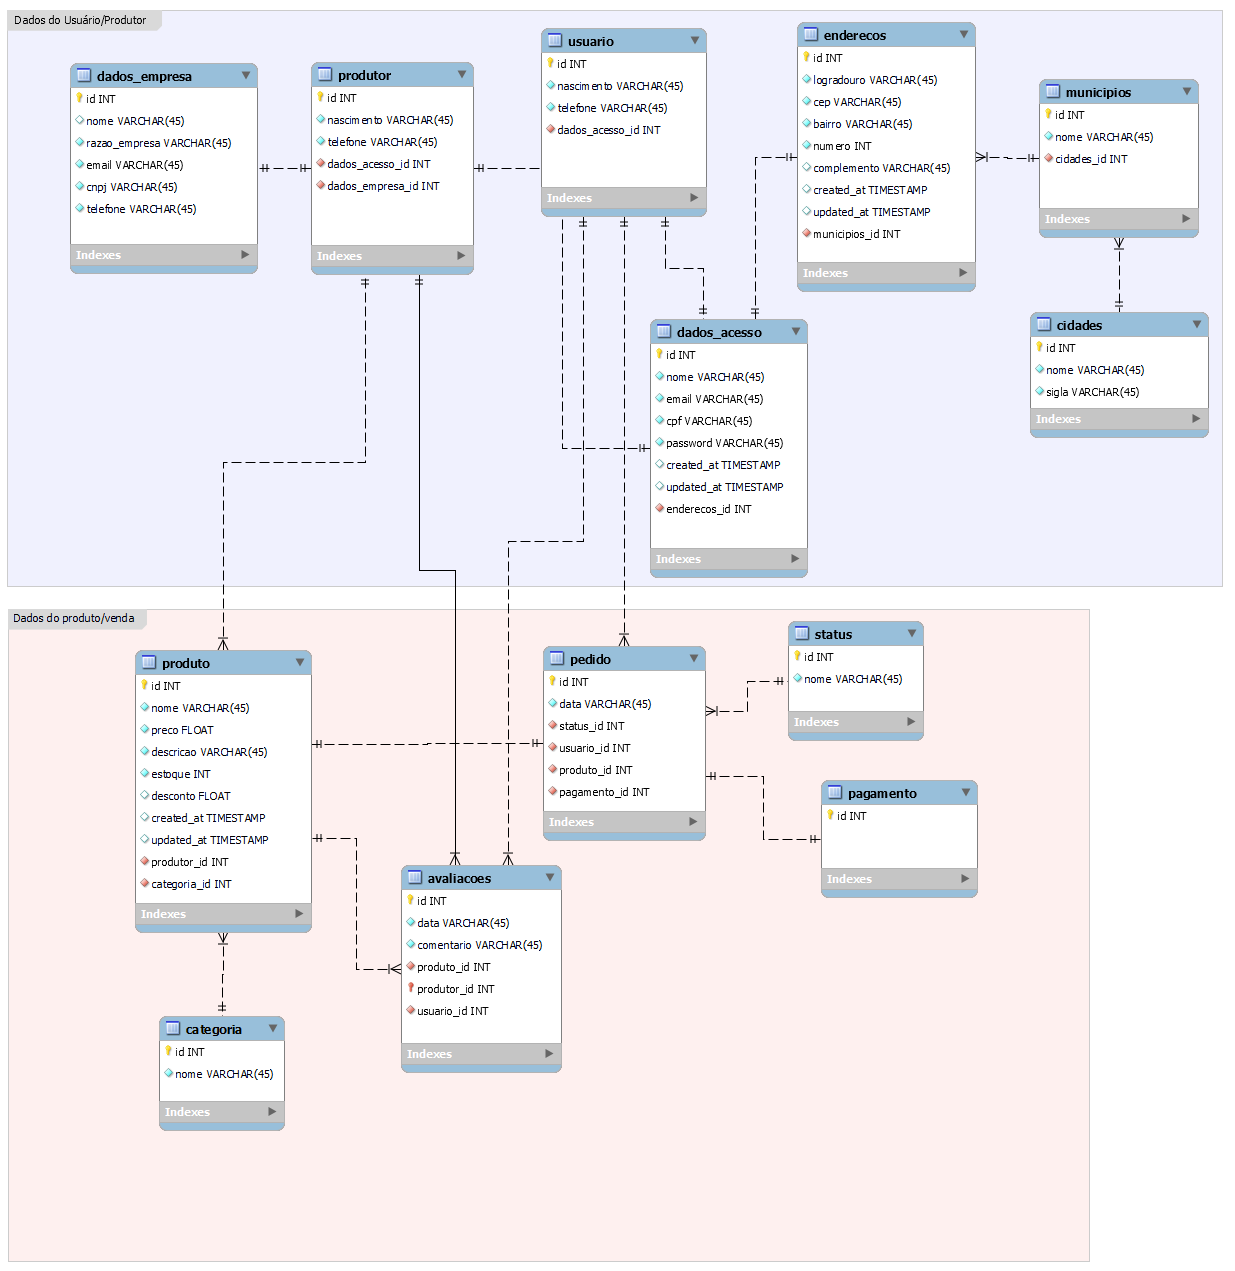 Dados do Usuário/Produtor
dados_empresa
id INT
nome VARCHAR(45)
razao_empresa VARCHAR(45)
email VARCHAR(45)
cnpj VARCHAR(45)
telefone VARCHAR(45)
Indexes
produtor
id INT
nascimento VARCHAR(45)
telefone VARCHAR(45)
dados_acesso_id INT
dados_empresa_id INT
Indexes
usuario
id INT
nascimento VARCHAR(45)
telefone VARCHAR(45)
dados_acesso_id INT
Indexes
enderecos
id INT
logradouro VARCHAR(45)
cep VARCHAR(45)
bairro VARCHAR(45)
numero INT
complemento VARCHAR(45)
created_at TIMESTAMP
updated_at TIMESTAMP
municipios_id INT
Indexes
municipios
id INT
nome VARCHAR(45)
cidades_id INT
Indexes
dados_acesso
id INT
nome VARCHAR(45)
email VARCHAR(45)
cpf VARCHAR(45)
password VARCHAR(45)
created_at TIMESTAMP
updated_at TIMESTAMP
enderecos_id INT
Indexes
cidades
id INT
nome VARCHAR(45)
sigla VARCHAR(45)
Indexes
Dados do produto/venda
produto
id INT
nome VARCHAR(45)
preco FLOAT
descricao VARCHAR(45)
estoque INT
desconto FLOAT
created_at TIMESTAMP
updated_at TIMESTAMP
produtor_id INT
categoria_id INT
Indexes
pedido
id INT
data VARCHAR(45)
status_id INT
usuario_id INT
produto_id INT
pagamento_id INT
Indexes
status
id INT
nome VARCHAR(45)
Indexes
pagamento
id INT
Indexes
avaliacoes
id INT
data VARCHAR(45)
comentario VARCHAR(45)
produto_id INT
produtor_id INT
usuario_id INT
Indexes
categoria
id INT
nome VARCHAR(45)
Indexes